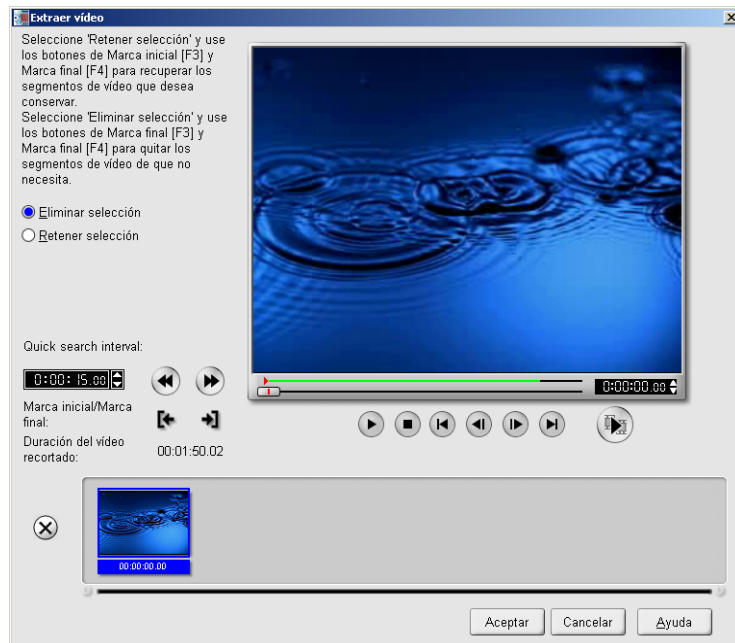 Extraer vídeo
Seleccione 'Retener selección' y use
los botones de Marca inicial [F3] y
Marca final [F4] para recuperar los
segmentos de vídeo que desea
conservar.
Seleccione 'Eliminar selección' y use
los botones de Marca final [F3] y
Marca final [F4] para quitar los
segmentos de vídeo de que no
necesita.
Eliminar selección
Retener selección
Quick search interval:
0:00:15.00
0:00:00.00
Marca inicial/Marca
final:
Duración del vídeo
recortado:
00:01:50.02
00:00:00.00
Aceptar
Cancelar
Ayuda